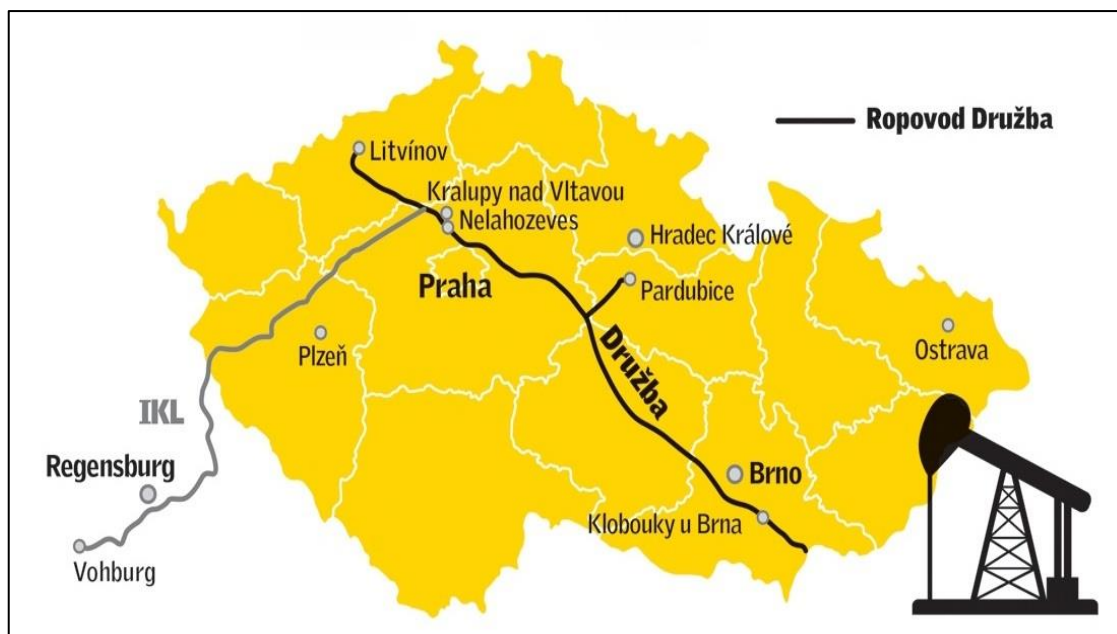 Ropovod Družba
Litvínov
Kralupy nad Vltavou
Nelahozeves
Hradec Králové
Praha
Pardubice
Plzeň
Družba
Ostrava
IKL
Regensburg
Brno
Klobouky u Brna
Vohburg